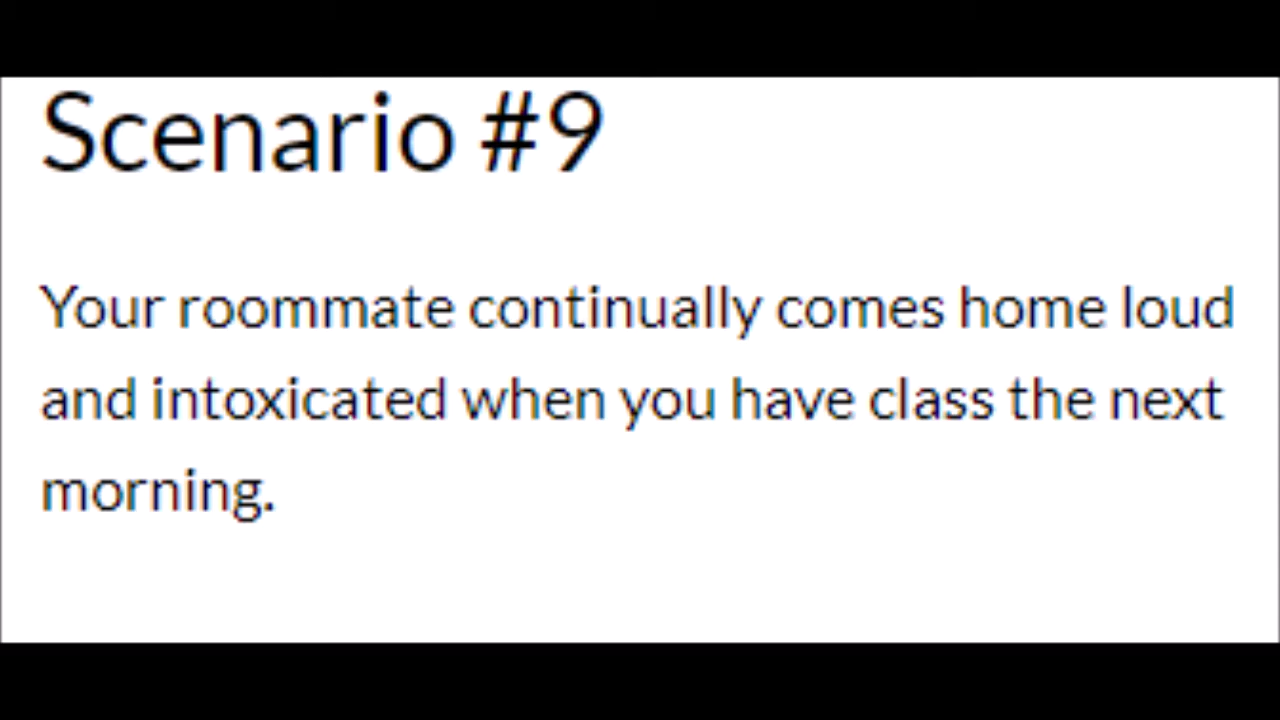 Scenario #9
Your roommate continually comes home loud
and intoxicated when you have class the next
morning.